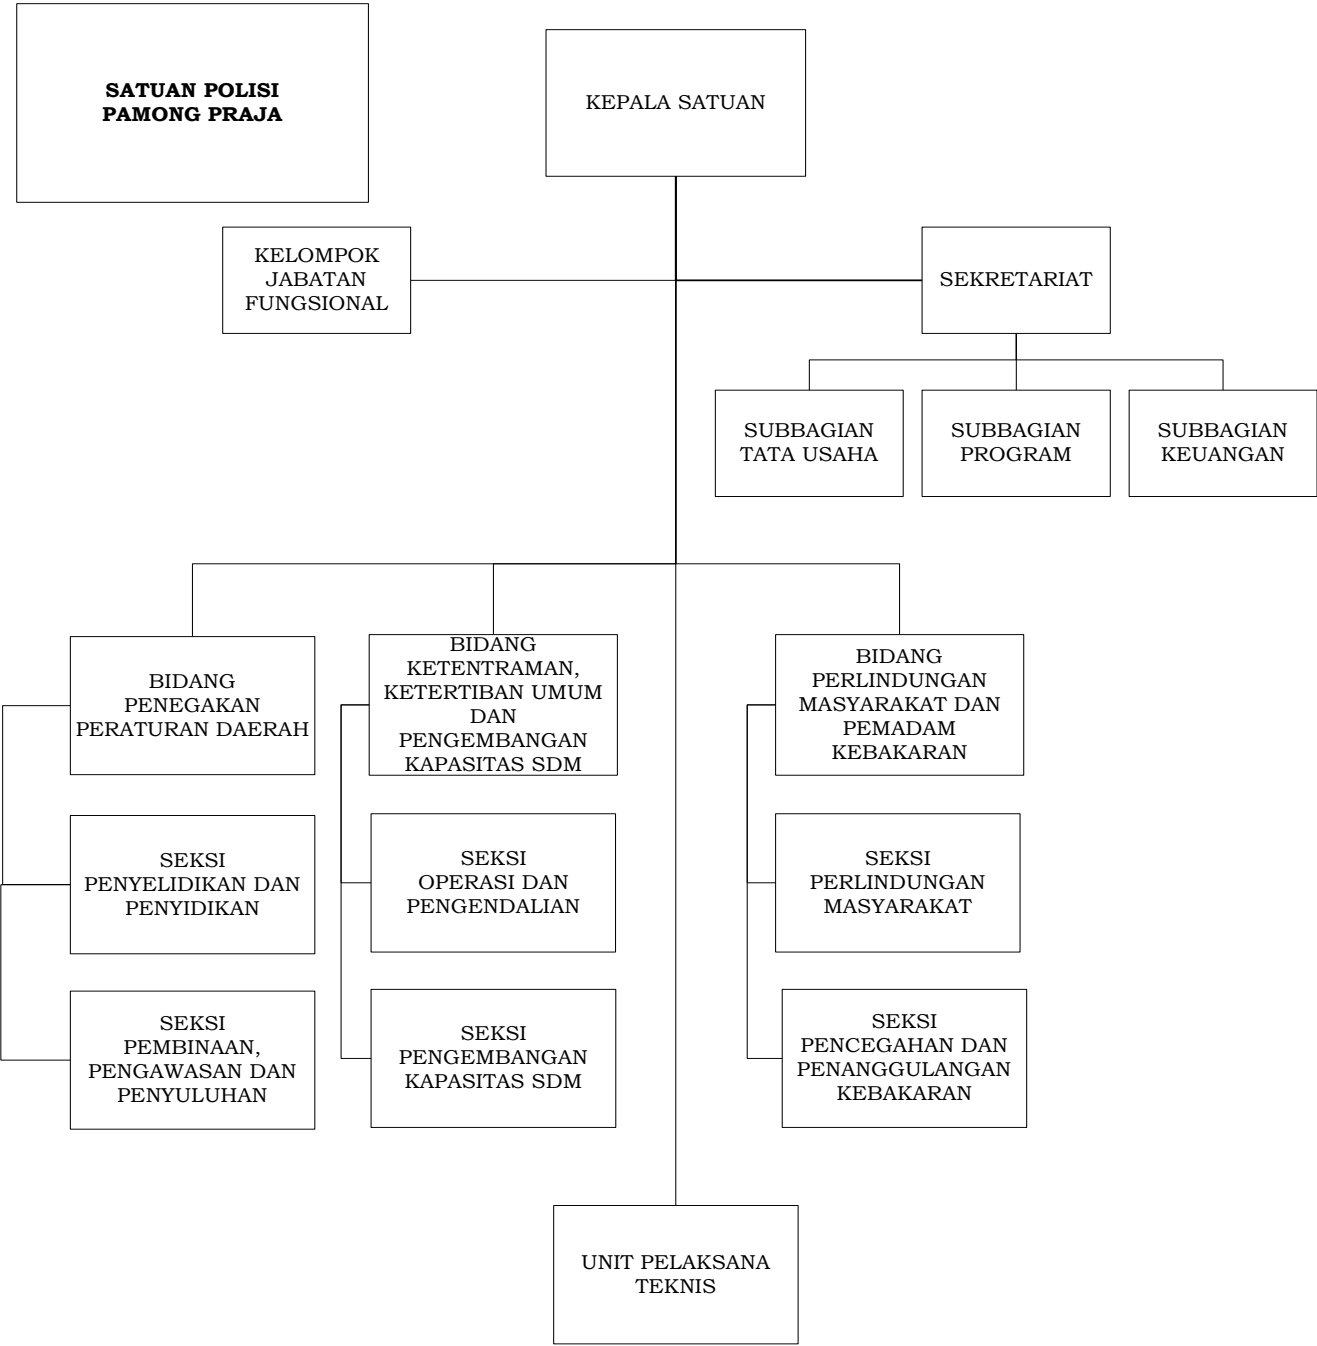 SATUAN POLISI
PAMONG PRAJA
KEPALA SATUAN
KELOMPOK
JABATAN
FUNGSIONAL
SEKRETARIAT
SUBBAGIAN
TATA USAHA
SUBBAGIAN
PROGRAM
SUBBAGIAN
KEUANGAN
BIDANG
PENEGAKAN
PERATURAN DAERAH
BIDANG
KETENTRAMAN,
KETERTIBAN UMUM
DAN
PENGEMBANGAN
KAPASITAS SDM
BIDANG
PERLINDUNGAN
MASYARAKAT DAN
PEMADAM
KEBAKARAN
SEKSI
PENYELIDIKAN DAN
PENYIDIKAN
SEKSI
OPERASI DAN
PENGENDALIAN
SEKSI
PERLINDUNGAN
MASYARAKAT
SEKSI
PEMBINAAN,
PENGAWASAN DAN
PENYULUHAN
SEKSI
PENGEMBANGAN
KAPASITAS SDM
SEKSI
PENCEGAHAN DAN
PENANGGULANGAN
KEBAKARAN
UNIT PELAKSANA
TEKNIS